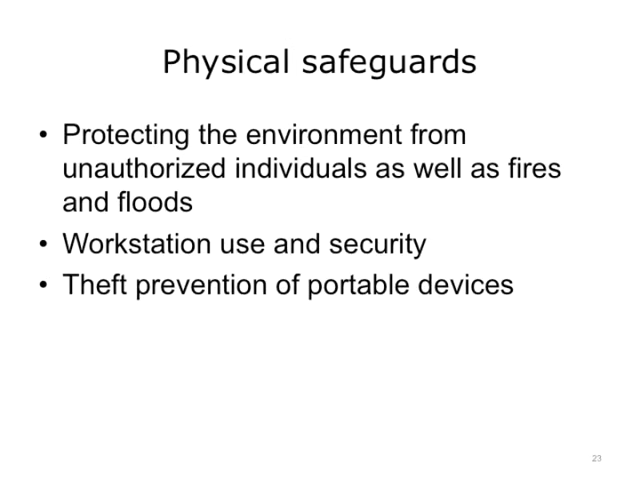 Physical safeguards
• Protecting the environment from
unauthorized individuals as well as fires
and floods
• Workstation use and security
• Theft prevention of portable devices
23